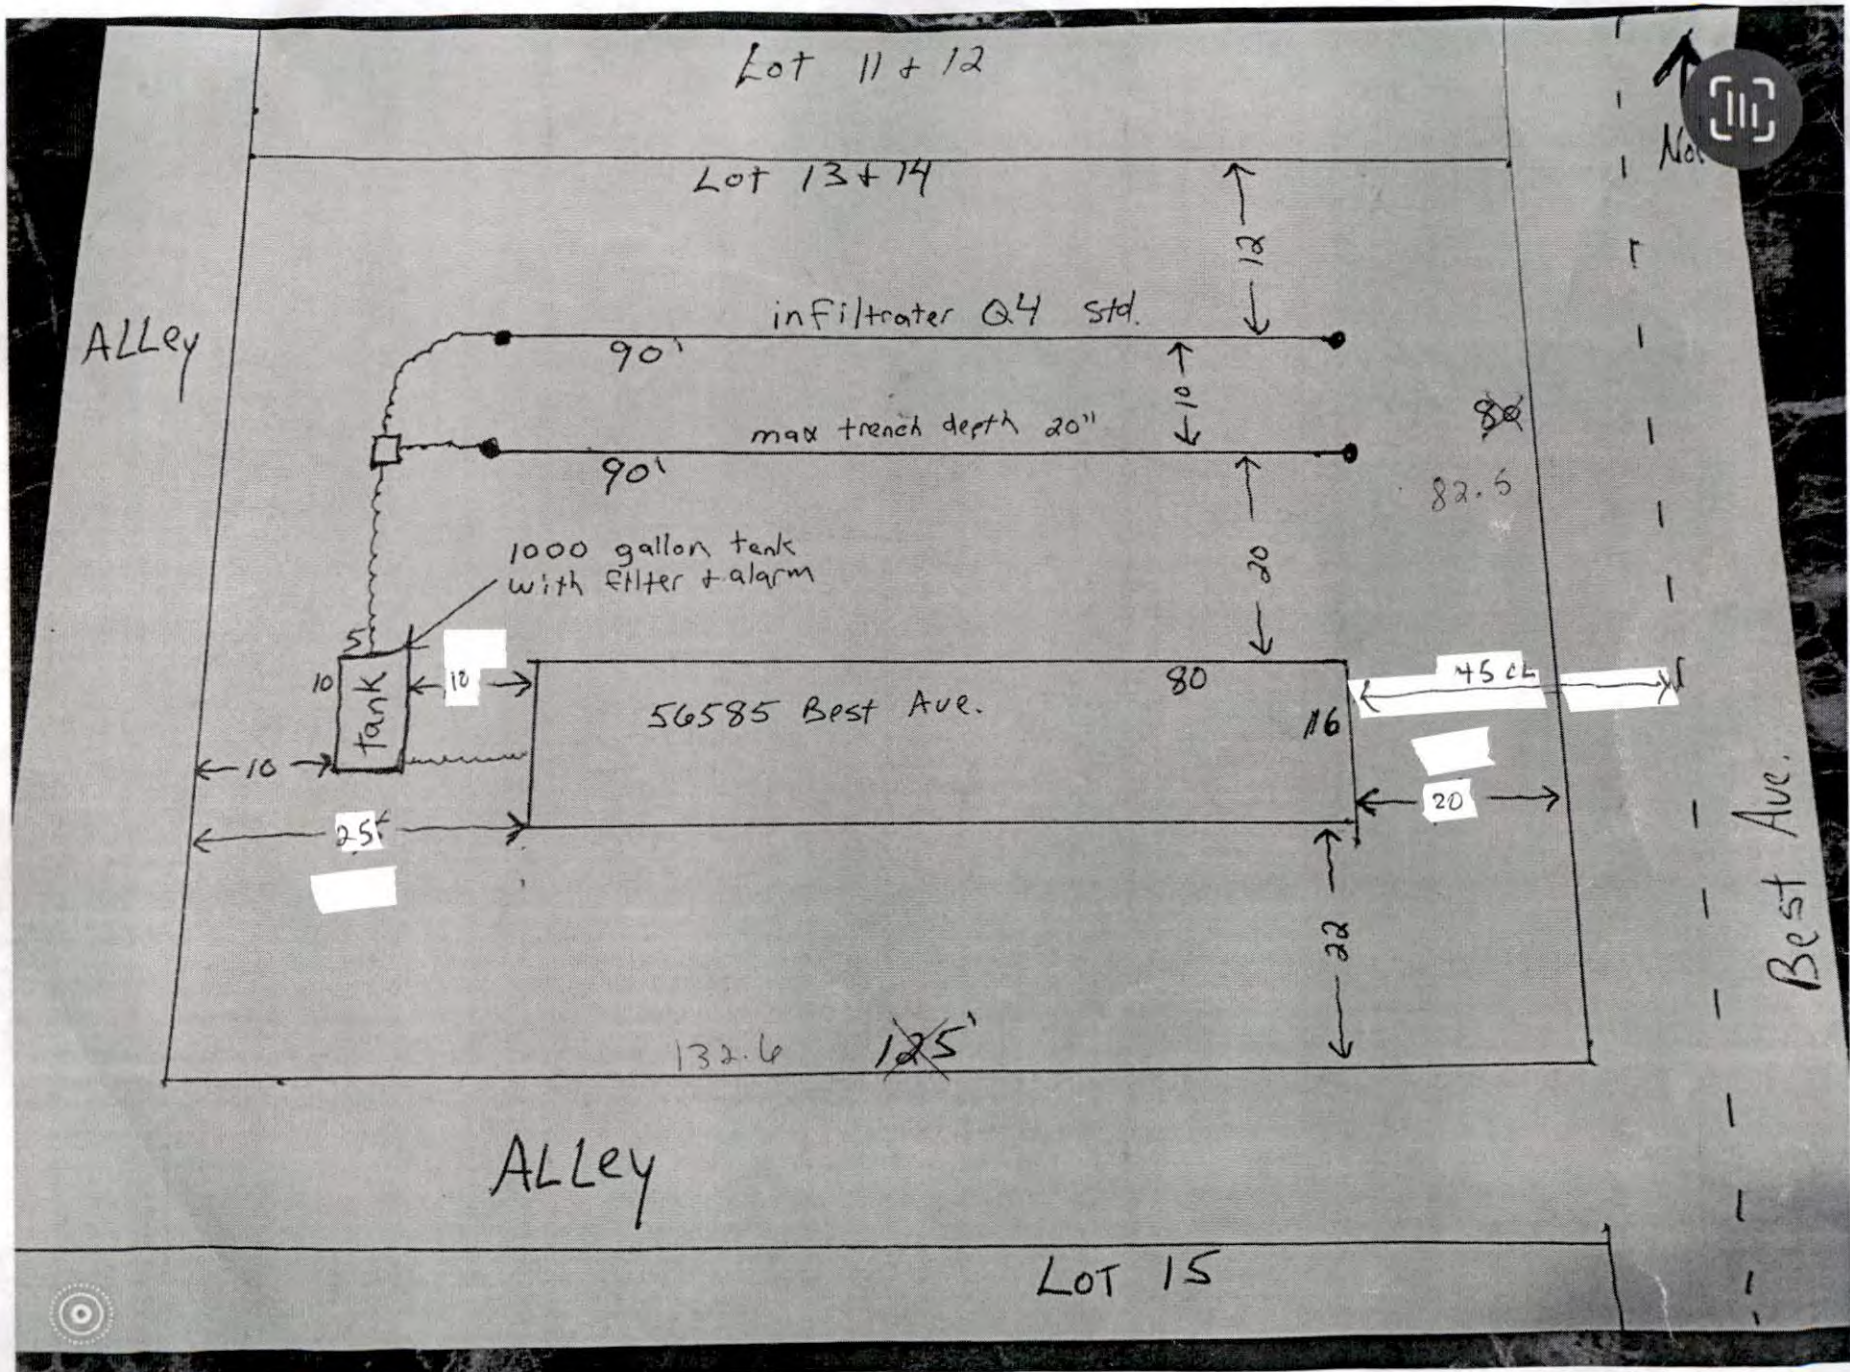 Lot 11 + 12
Lot 13 + 14
12
ALLey
infiltrater Q4 std.
90'
10
80
max trench depth 20"
90'
82.5
1000 gallon tank
with filter + alarm
20
5
10
tank
10
56585 Best Ave.
80
16
45 CL
10
25
20
22
Best Ave.
132.6
125'
ALLey
LOT 15